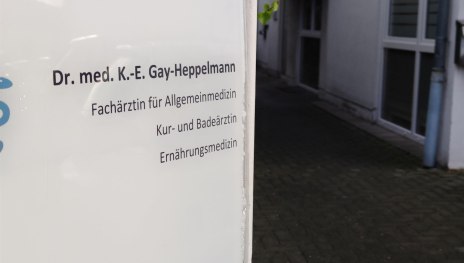 Dr. med. K.-E. Gay-Heppelmann
Fachärztin für Allgemeinmedizin
Kur- und Badeärztin
Ernährungsmedizin